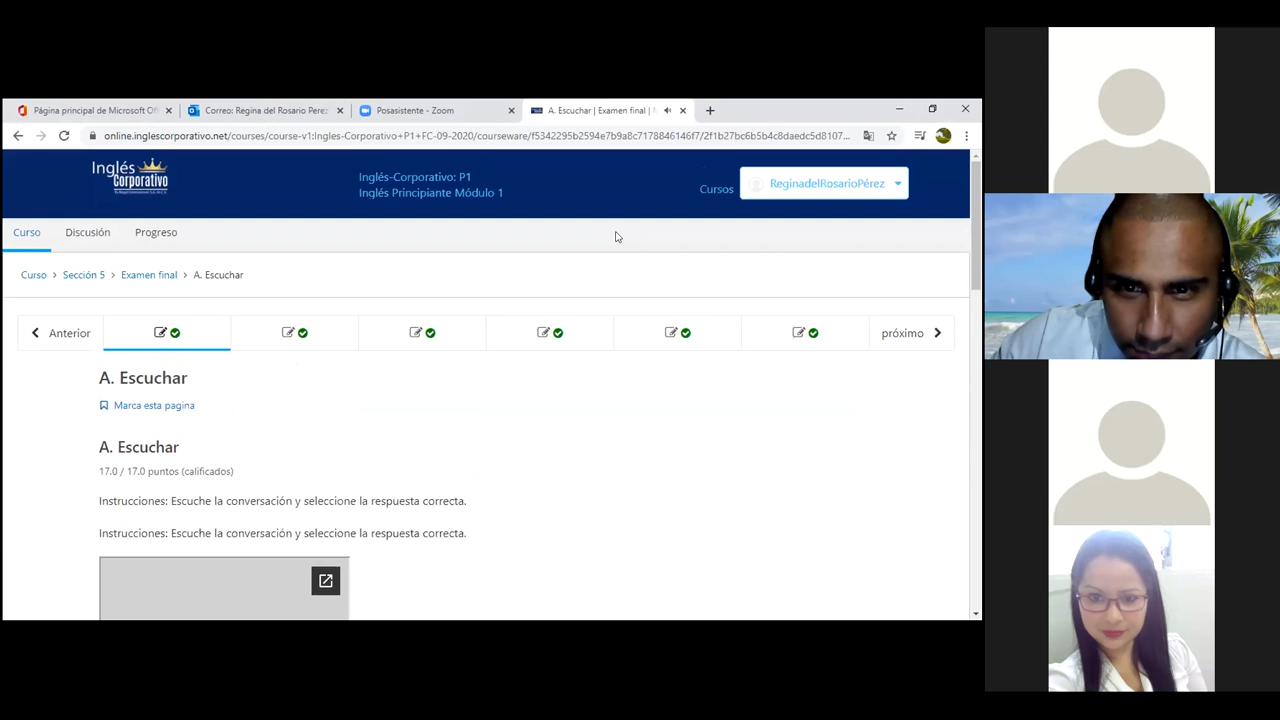 Página principal de Microsoft Of
Correo: Regina del Rosario Perez
Posasistente - Zoom
A. Escuchar | Examen final |
online.inglescorporativo.net/courses/course-v1:Ingles-Corporativo+P1+FC-09-2020/courseware/f5342295b2594e7b9a8c7178846146f7/2f1b27bc6b5b4c8daedc5d8107...
Inglés
Corporativo
Inglés-Corporativo: P1
Inglés Principiante Módulo 1
Cursos
ReginadelRosarioPérez
Curso
Discusión
Progreso
Curso > Sección 5 > Examen final > A. Escuchar
Anterior
próximo
A. Escuchar
Marca esta pagina
A. Escuchar
17.0 / 17.0 puntos (calificados)
Instrucciones: Escuche la conversación y seleccione la respuesta correcta.
Instrucciones: Escuche la conversación y seleccione la respuesta correcta.